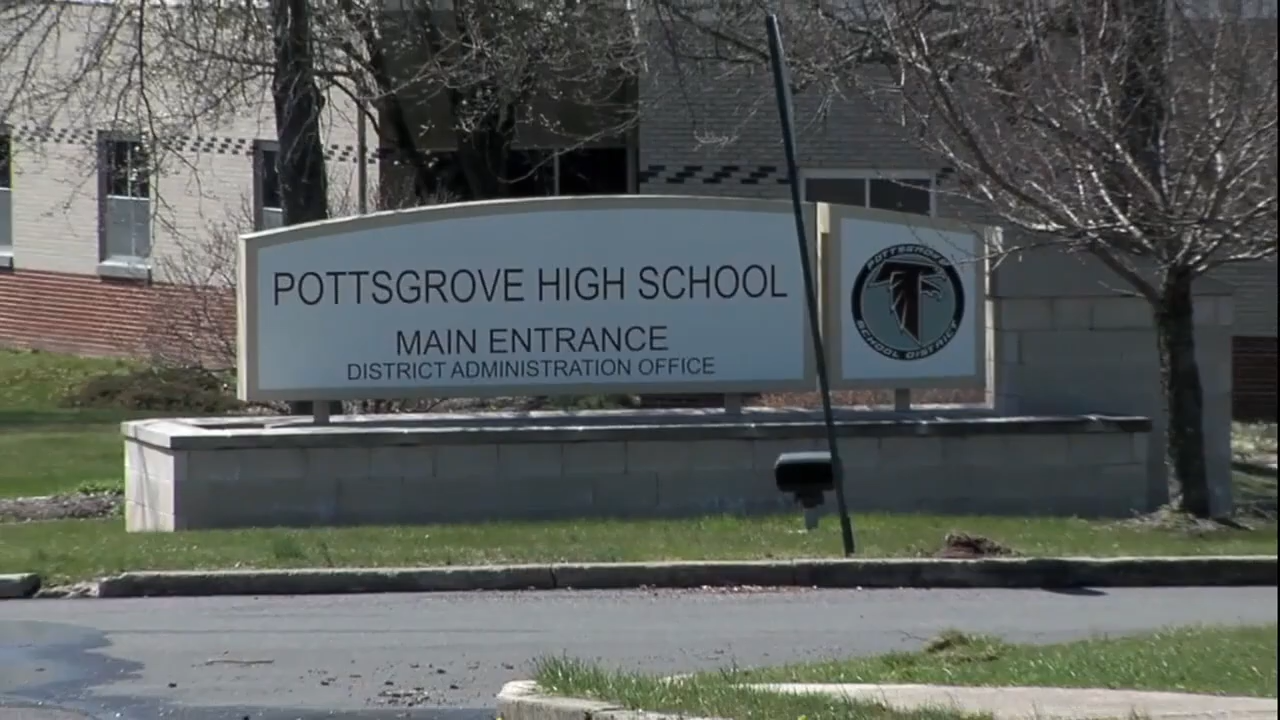 POTTSGROVE HIGH SCHOOL
MAIN ENTRANCE
DISTRICT ADMINISTRATION OFFICE
POTTSGROVE
SCHOOL DISTRICT